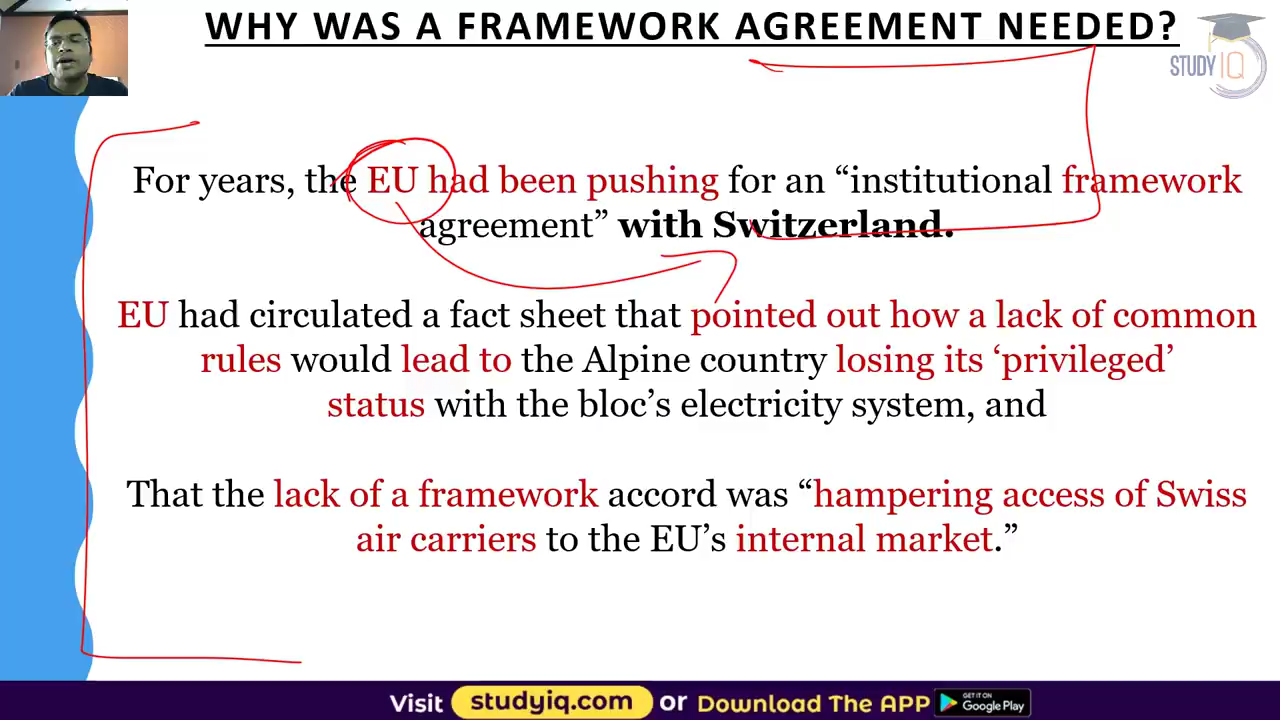 WHY WAS A FRAMEWORK AGREEMENT NEEDED?
STUDY IQ
For years, the EU had been pushing for an “institutional framework
agreement” with Switzerland.
EU had circulated a fact sheet that pointed out how a lack of common
rules would lead to the Alpine country losing its ‘privileged’
status with the bloc’s electricity system, and
That the lack of a framework accord was “hampering access of Swiss
air carriers to the EU’s internal market.”
Visit studyiq.com or Download The APP GET IT ON Google Play